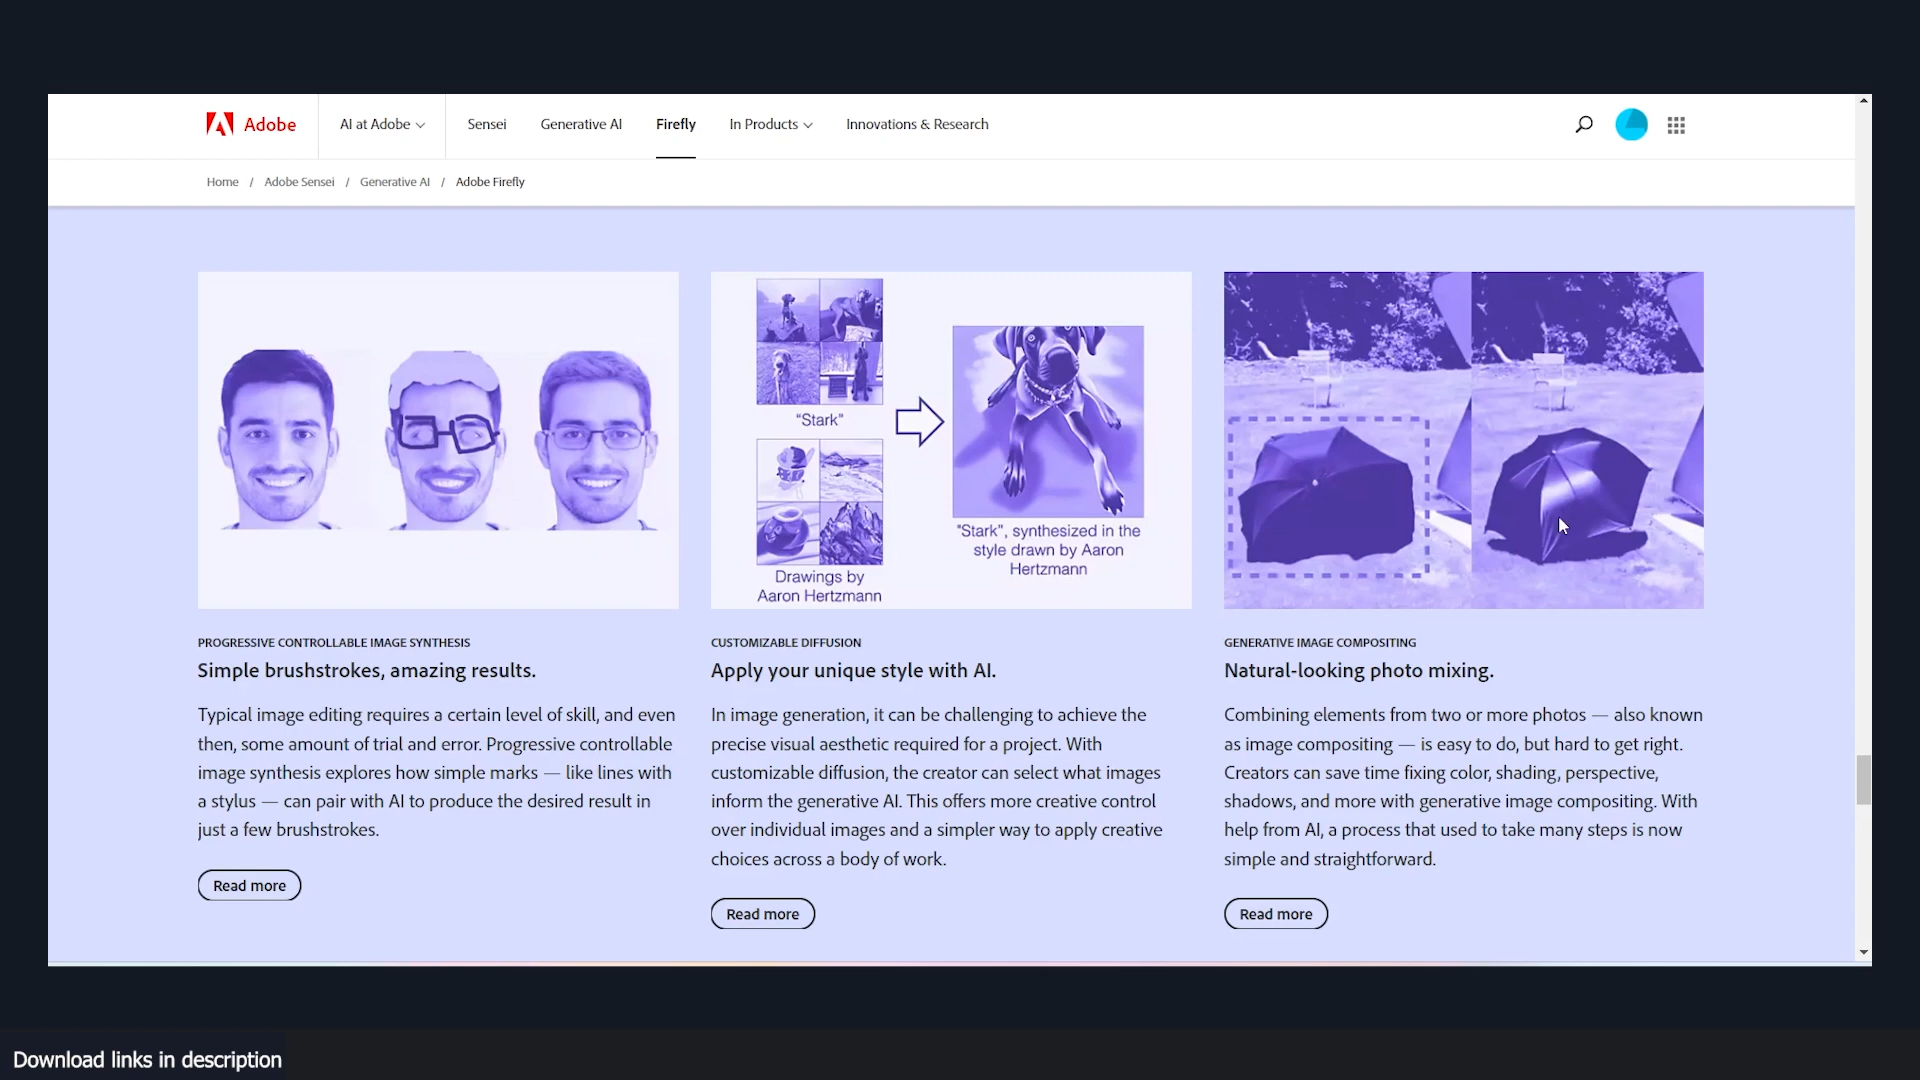 Adobe
AI at Adobe
Sensei
Generative AI
Firefly
In Products
Innovations & Research
Home / Adobe Sensei / Generative AI / Adobe Firefly
"Stark"
Drawings by
Aaron Hertzmann
"Stark", synthesized in the
style drawn by Aaron
Hertzmann
PROGRESSIVE CONTROLLABLE IMAGE SYNTHESIS
Simple brushstrokes, amazing results.
Typical image editing requires a certain level of skill, and even
then, some amount of trial and error. Progressive controllable
image synthesis explores how simple marks — like lines with
a stylus — can pair with AI to produce the desired result in
just a few brushstrokes.
Read more
CUSTOMIZABLE DIFFUSION
Apply your unique style with AI.
In image generation, it can be challenging to achieve the
precise visual aesthetic required for a project. With
customizable diffusion, the creator can select what images
inform the generative AI. This offers more creative control
over individual images and a simpler way to apply creative
choices across a body of work.
Read more
GENERATIVE IMAGE COMPOSITING
Natural-looking photo mixing.
Combining elements from two or more photos — also known
as image compositing — is easy to do, but hard to get right.
Creators can save time fixing color, shading, perspective,
shadows, and more with generative image compositing. With
help from AI, a process that used to take many steps is now
simple and straightforward.
Read more
Download links in description